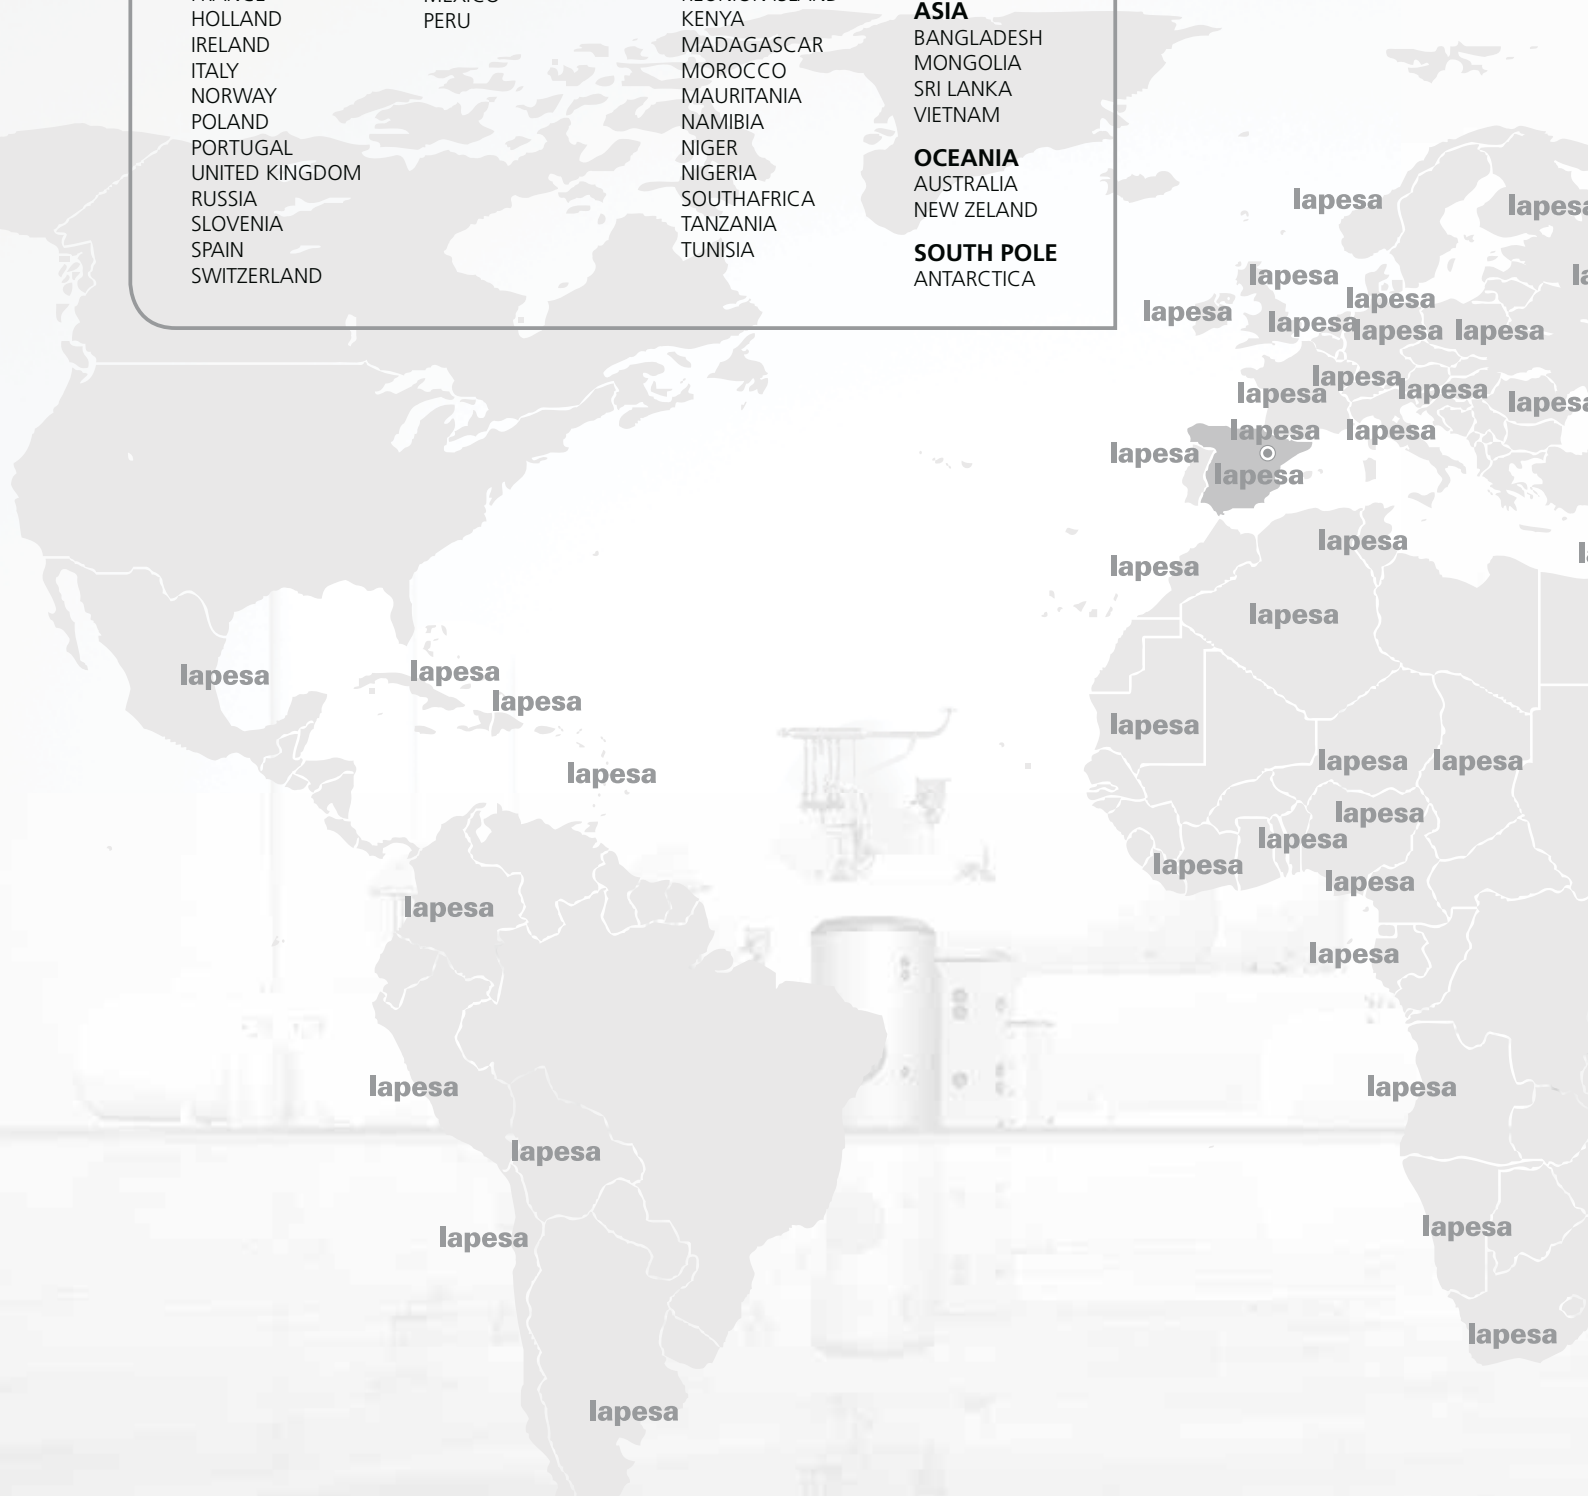 HOLLAND
IRELAND
ITALY
NORWAY
POLAND
PORTUGAL
UNITED KINGDOM
RUSSIA
SLOVENIA
SPAIN
SWITZERLAND
PERU
KENYA
MADAGASCAR
MOROCCO
MAURITANIA
NAMIBIA
NIGER
NIGERIA
SOUTHAFRICA
TANZANIA
TUNISIA
ASIA
BANGLADESH
MONGOLIA
SRI LANKA
VIETNAM
OCEANIA
AUSTRALIA
NEW ZELAND
SOUTH POLE
ANTARCTICA
lapesa
lapesa
lapesa
lapesa
lapesa
lapesa
lapesa lapesa
lapesa
lapesa
lapesa
lapesa
lapesa lapesa
lapesa
lapesa
lapesa
lapesa
lapesa
lapesa
lapesa
lapesa
lapesa
lapesa
lapesa lapesa
lapesa
lapesa
lapesa
lapesa
lapesa
lapesa
lapesa
lapesa
lapesa
lapesa
lapesa
lapesa
lapesa
lapesa